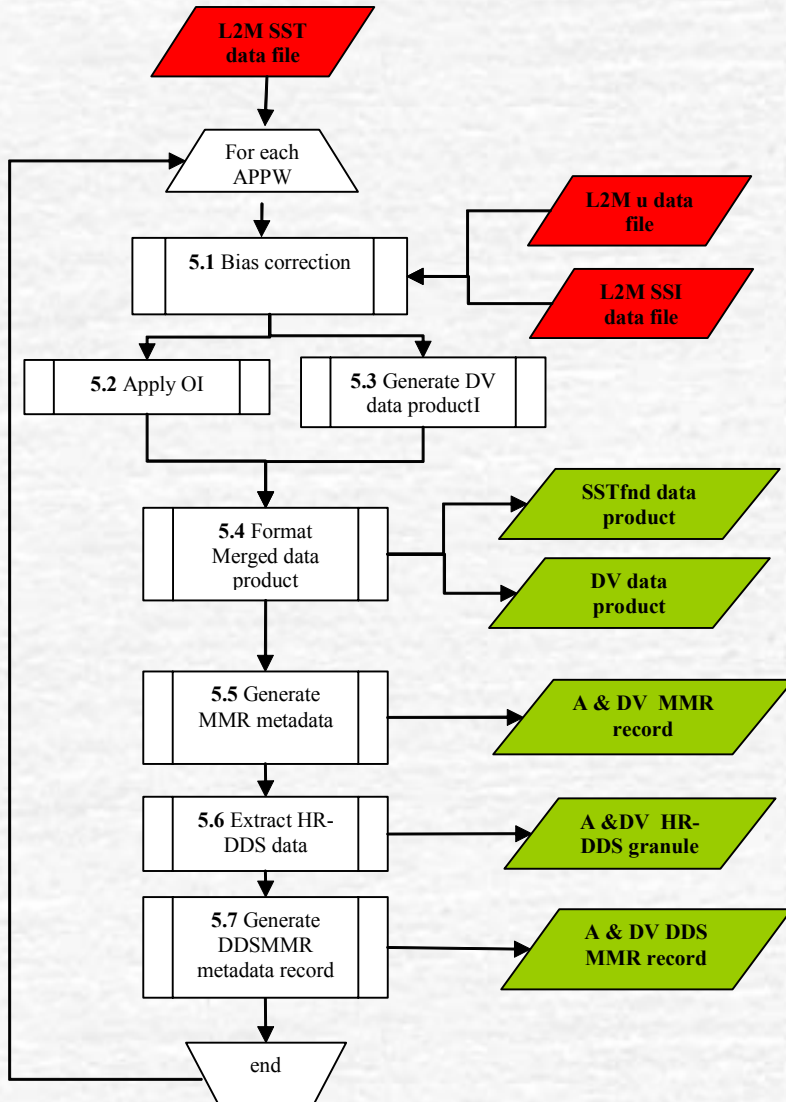 L2M SST
data file
For each
APPW
L2M u data
file
5.1 Bias correction
L2M SSI
data file
5.2 Apply OI
5.3 Generate DV
data productI
SSTfnd data
product
5.4 Format
Merged data
product
DV data
product
5.5 Generate
MMR metadata
A & DV MMR
record
5.6 Extract HR-
DDS data
A &DV HR-
DDS granule
5.7 Generate
DDSMMR
metadata record
A & DV DDS
MMR record
end